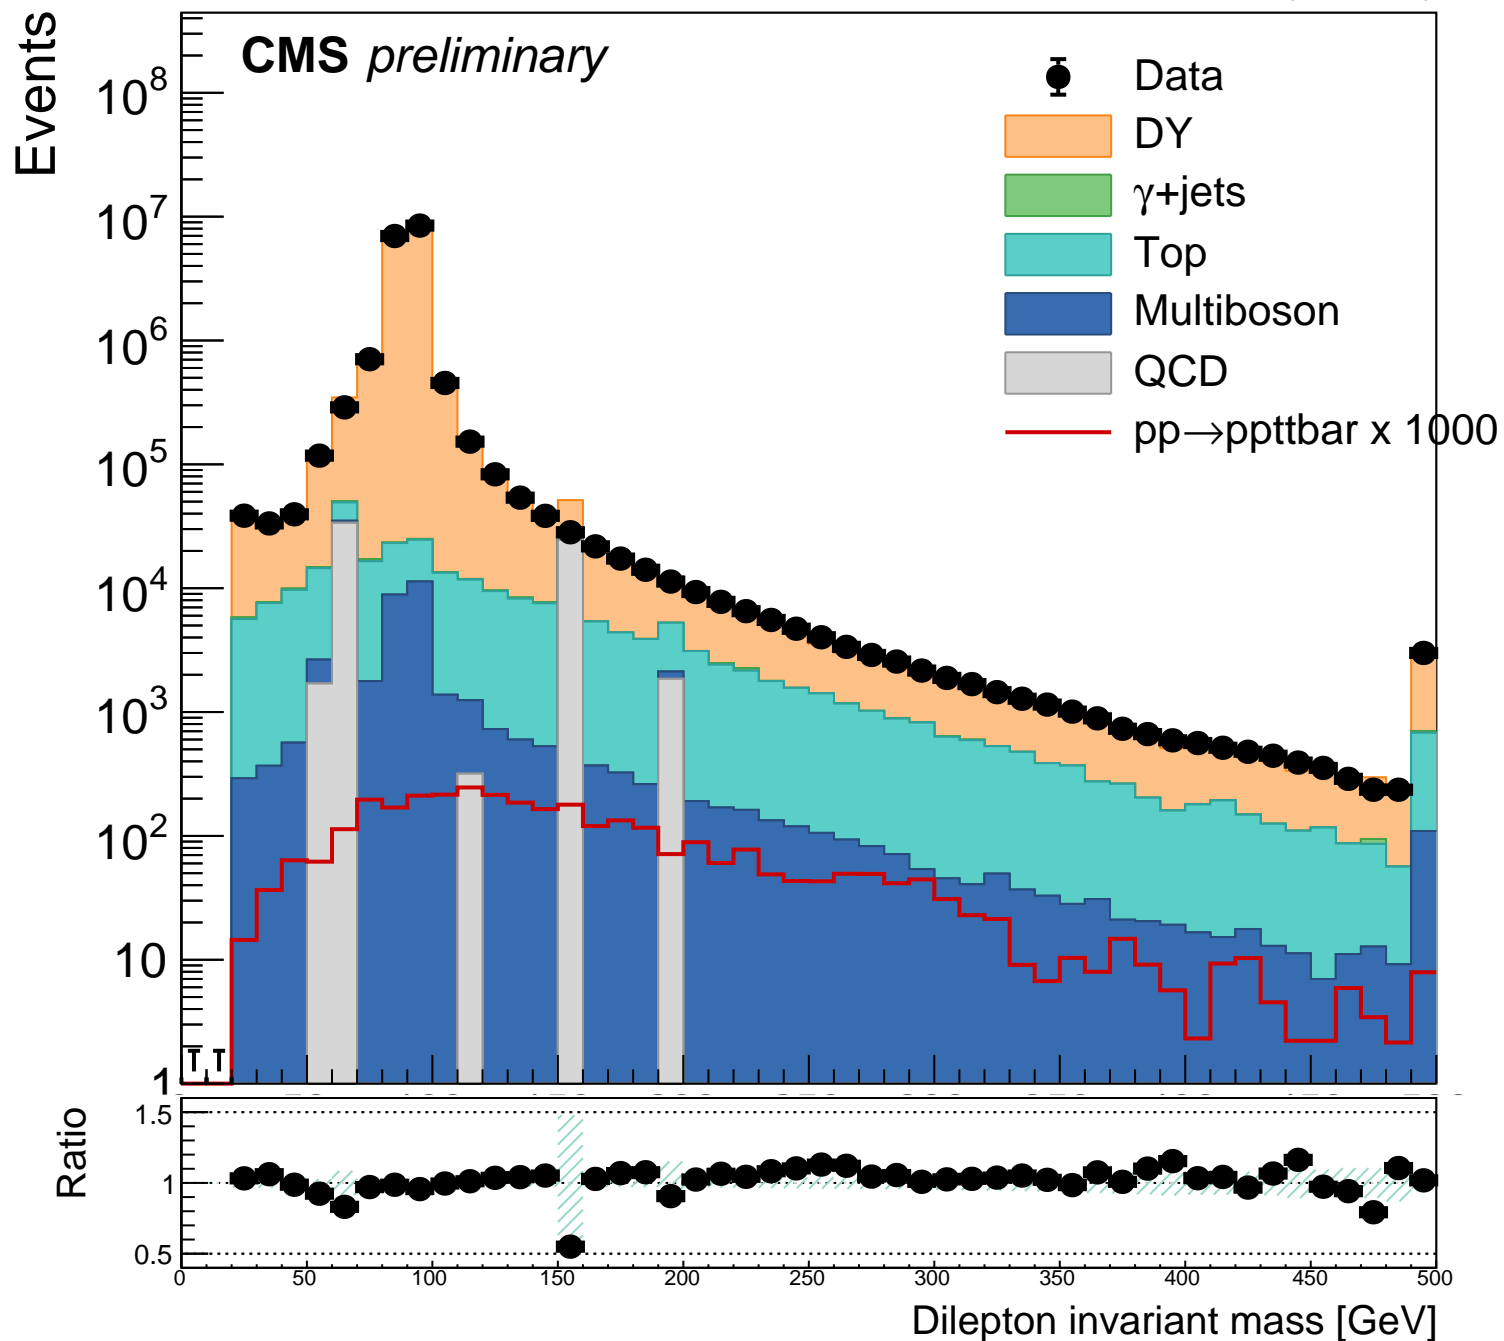 CMS preliminary
Events
10^8
10^7
10^6
10^5
10^4
10^3
10^2
10
1
Data
DY
γ+jets
Top
Multiboson
QCD
pp→ppttbar x 1000
Ratio
1.5
1
0.5
0 50 100 150 200 250 300 350 400 450 500
Dilepton invariant mass [GeV]